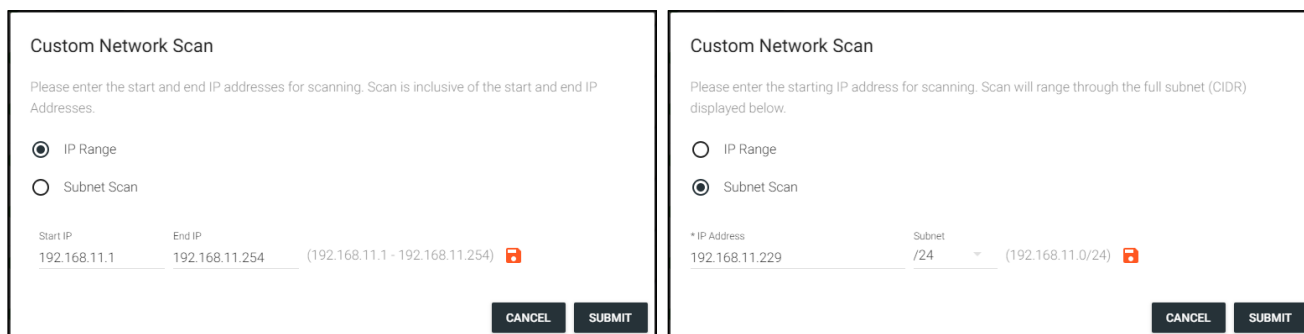 Custom Network Scan
Please enter the start and end IP addresses for scanning. Scan is inclusive of the start and end IP
Addresses.
IP Range
Subnet Scan
Start IP End IP
192.168.11.1 192.168.11.254 (192.168.11.1 - 192.168.11.254)
CANCEL SUBMIT
Custom Network Scan
Please enter the starting IP address for scanning. Scan will range through the full subnet (CIDR)
displayed below.
IP Range
Subnet Scan
* IP Address Subnet
192.168.11.229 /24 (192.168.11.0/24)
CANCEL SUBMIT